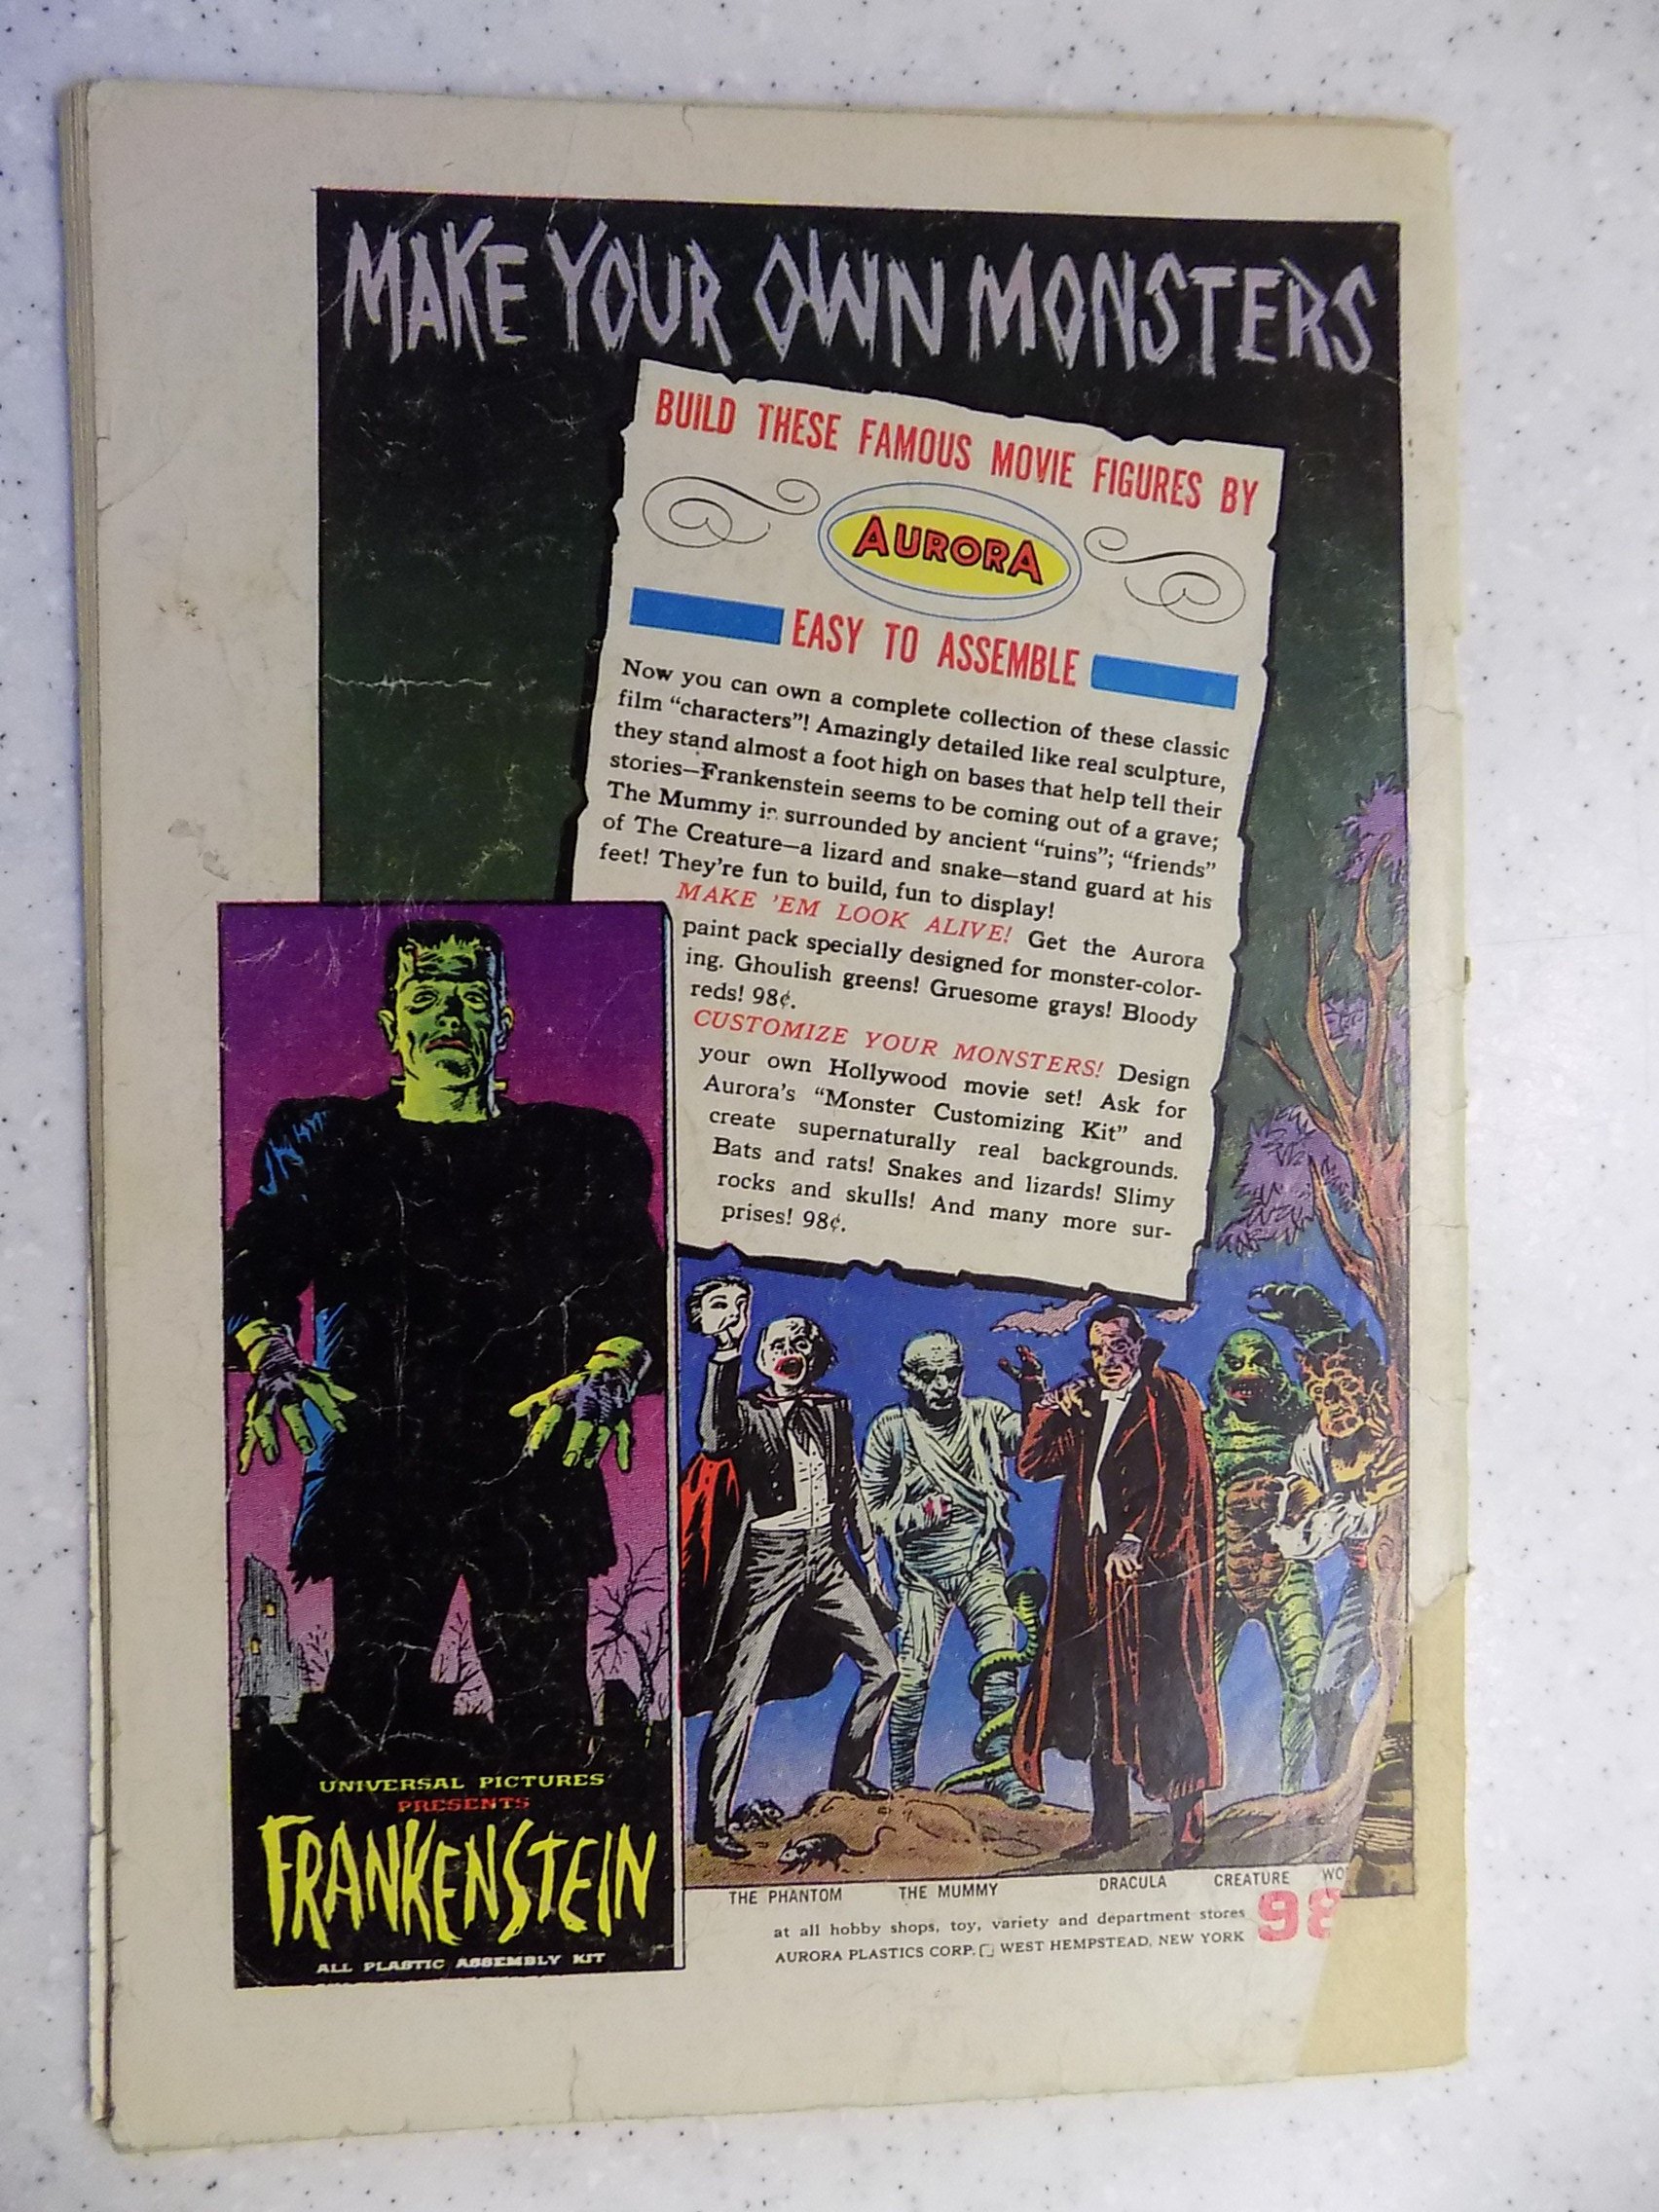 MAKE YOUR OWN MONSTERS
BUILD THESE FAMOUS MOVIE FIGURES BY
AURORA
EASY TO ASSEMBLE
Now you can own a complete collection of these classic
film “characters”! Amazingly detailed like real sculpture,
they stand almost a foot high on bases that help tell their
stories—Frankenstein seems to be coming out of a grave;
The Mummy is surrounded by ancient “ruins”; “friends”
of The Creature—a lizard and snake—stand guard at his
feet! They’re fun to build, fun to display!
MAKE ’EM LOOK ALIVE! Get the Aurora
paint pack specially designed for monster-color-
ing. Ghoulish greens! Gruesome grays! Bloody
reds! 98¢.
CUSTOMIZE YOUR MONSTERS! Design
your own Hollywood movie set! Ask for
Aurora’s “Monster Customizing Kit” and
create supernaturally real backgrounds.
Bats and rats! Snakes and lizards! Slimy
rocks and skulls! And many more sur-
prises! 98¢.
UNIVERSAL PICTURES
PRESENTS
FRANKENSTEIN
ALL PLASTIC ASSEMBLY KIT
THE PHANTOM THE MUMMY DRACULA CREATURE WO
at all hobby shops, toy, variety and department stores 98
AURORA PLASTICS CORP. WEST HEMPSTEAD, NEW YORK